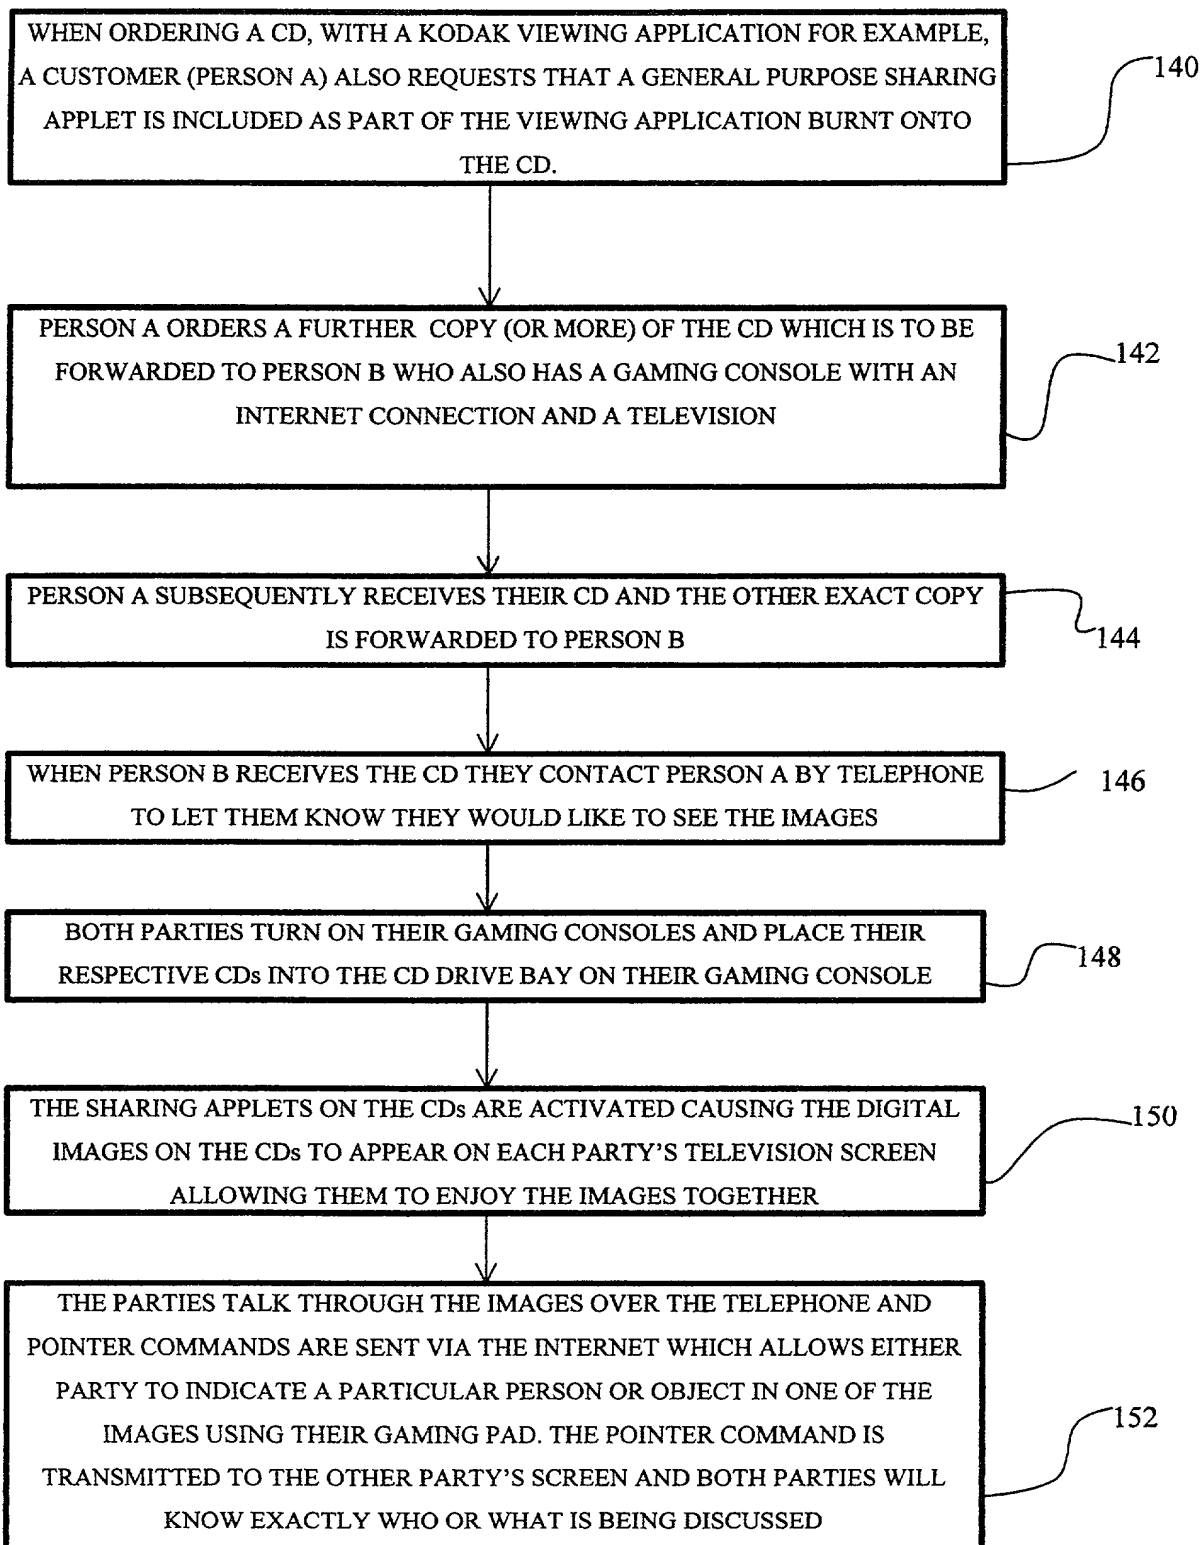 WHEN ORDERING A CD, WITH A KODAK VIEWING APPLICATION FOR EXAMPLE,
A CUSTOMER (PERSON A) ALSO REQUESTS THAT A GENERAL PURPOSE SHARING
APPLET IS INCLUDED AS PART OF THE VIEWING APPLICATION BURNT ONTO
THE CD.
140
PERSON A ORDERS A FURTHER COPY (OR MORE) OF THE CD WHICH IS TO BE
FORWARDED TO PERSON B WHO ALSO HAS A GAMING CONSOLE WITH AN
INTERNET CONNECTION AND A TELEVISION
142
PERSON A SUBSEQUENTLY RECEIVES THEIR CD AND THE OTHER EXACT COPY
IS FORWARDED TO PERSON B
144
WHEN PERSON B RECEIVES THE CD THEY CONTACT PERSON A BY TELEPHONE
TO LET THEM KNOW THEY WOULD LIKE TO SEE THE IMAGES
146
BOTH PARTIES TURN ON THEIR GAMING CONSOLES AND PLACE THEIR
RESPECTIVE CDs INTO THE CD DRIVE BAY ON THEIR GAMING CONSOLE
148
THE SHARING APPLETS ON THE CDs ARE ACTIVATED CAUSING THE DIGITAL
IMAGES ON THE CDs TO APPEAR ON EACH PARTY'S TELEVISION SCREEN
ALLOWING THEM TO ENJOY THE IMAGES TOGETHER
150
THE PARTIES TALK THROUGH THE IMAGES OVER THE TELEPHONE AND
POINTER COMMANDS ARE SENT VIA THE INTERNET WHICH ALLOWS EITHER
PARTY TO INDICATE A PARTICULAR PERSON OR OBJECT IN ONE OF THE
IMAGES USING THEIR GAMING PAD. THE POINTER COMMAND IS
TRANSMITTED TO THE OTHER PARTY'S SCREEN AND BOTH PARTIES WILL
KNOW EXACTLY WHO OR WHAT IS BEING DISCUSSED
152